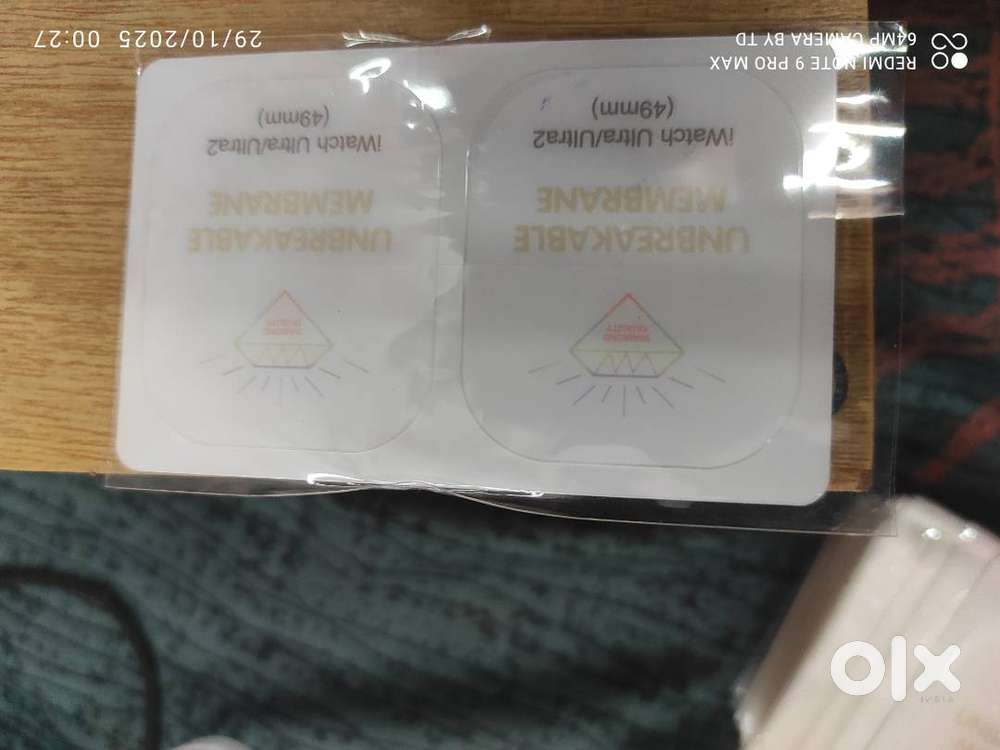 iWatch Ultra/Ultra2
(49mm)
UNBREAKABLE
MEMBRANE
iWatch Ultra/Ultra2
(49mm)
UNBREAKABLE
MEMBRANE
REDMI NOTE 9 PRO MAX
64MP CAMERA BY TD
29/10/2025 00:27
olx
INDIA